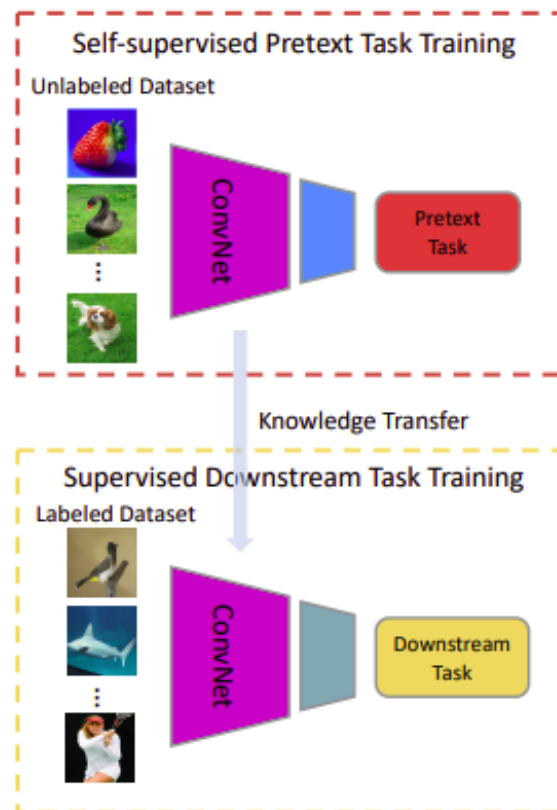 Self-supervised Pretext Task Training
Unlabeled Dataset
ConvNet
Pretext
Task
...
Knowledge Transfer
Supervised Downstream Task Training
Labeled Dataset
ConvNet
Downstream
Task
...